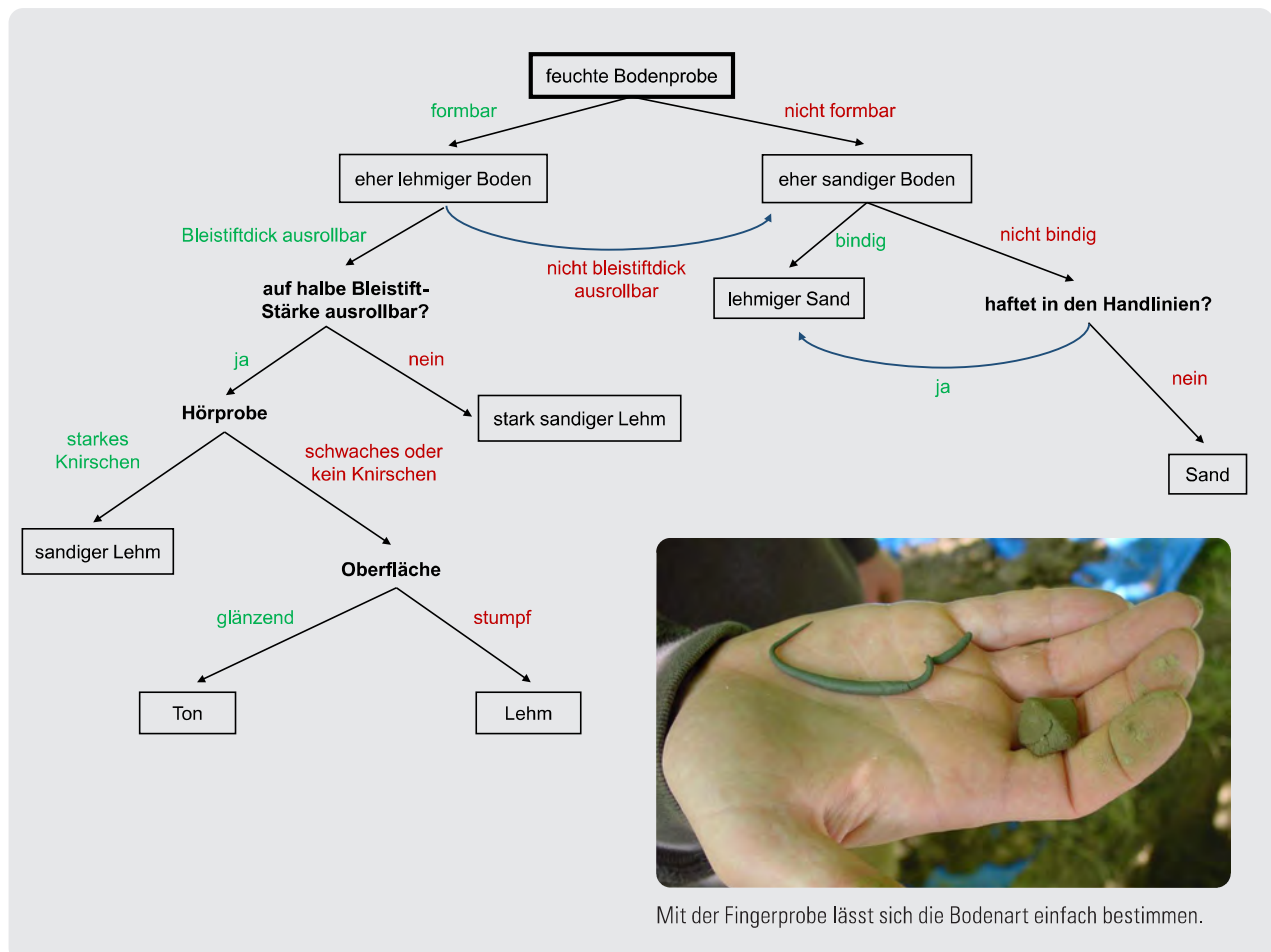 feuchte Bodenprobe
formbar
nicht formbar
eher lehmiger Boden
eher sandiger Boden
Bleistiftdick ausrollbar
nicht bleistiftdick
ausrollbar
bindig
nicht bindig
auf halbe Bleistift-
Stärke ausrollbar?
lehmiger Sand
haftet in den Handlinien?
ja
nein
ja
nein
Hörprobe
stark sandiger Lehm
starkes
Knirschen
schwaches oder
kein Knirschen
Sand
sandiger Lehm
Oberfläche
glänzend
stumpf
Ton
Lehm
Mit der Fingerprobe lässt sich die Bodenart einfach bestimmen.